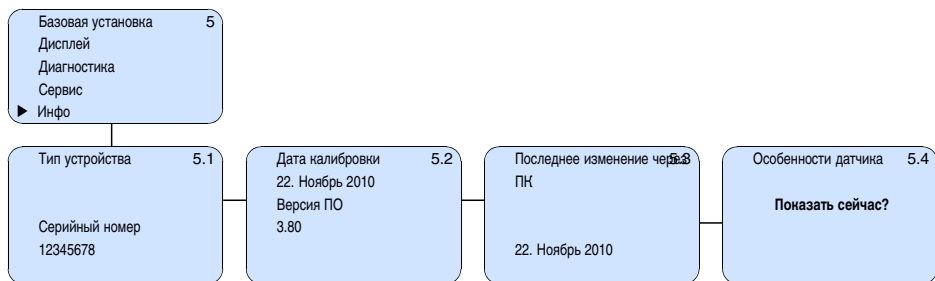 Базовая установка 5
Дисплей
Диагностика
Сервис
▶ Инфо
Тип устройства 5.1
Серийный номер
12345678
Дата калибровки 5.2
22. Ноябрь 2010
Версия ПО
3.80
Последнее изменение через 5.3
ПК
22. Ноябрь 2010
Особенности датчика 5.4
Показать сейчас?